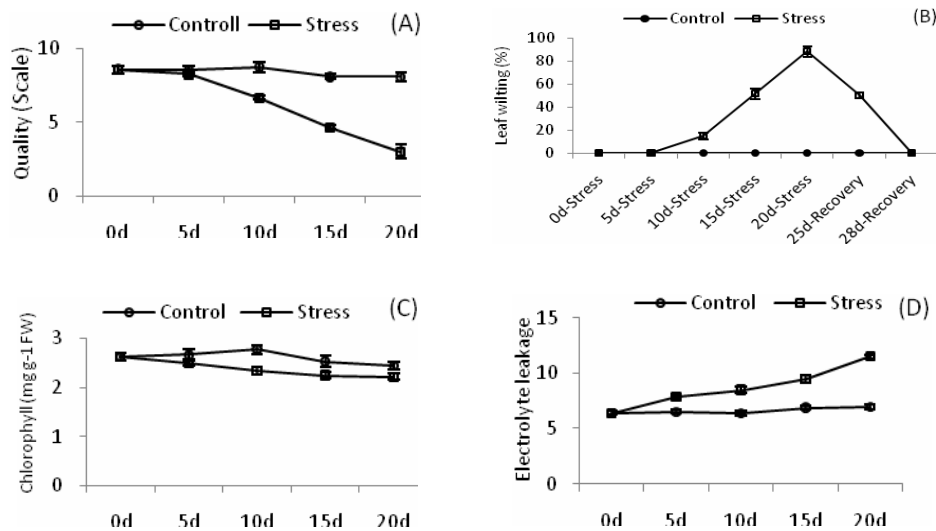 Controll Stress (A)
10
5
0
Quality (Scale)
0d 5d 10d 15d 20d
Control Stress (B)
100
80
60
40
20
0
Leaf wilting (%)
0d-Stress
5d-Stress
10d-Stress
15d-Stress
20d-Stress
25d-Recovery
28d-Recovery
Control Stress (C)
3
2
1
0
Chlorophyll (mg g-1 FW)
0d 5d 10d 15d 20d
Control Stress (D)
15
10
5
0
Electrolyte leakage
0d 5d 10d 15d 20d